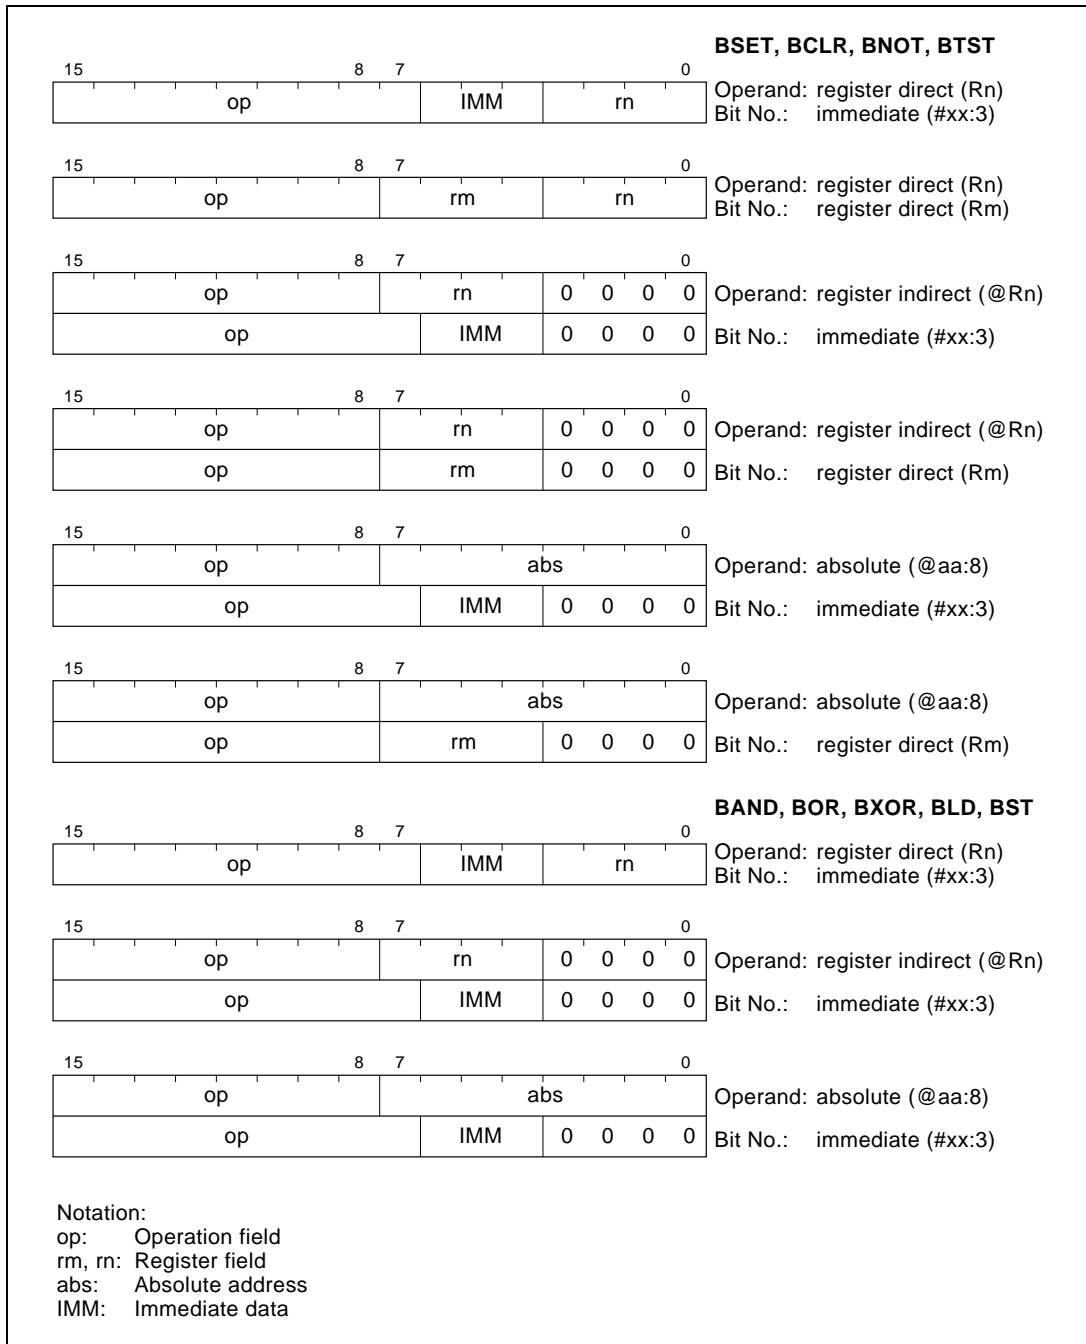 BSET, BCLR, BNOT, BTST
15 8 7 0
op IMM rn
Operand: register direct (Rn)
Bit No.: immediate (#xx:3)
15 8 7 0
op rm rn
Operand: register direct (Rn)
Bit No.: register direct (Rm)
15 8 7 0
op rn 0 0 0 0 Operand: register indirect (@Rn)
op IMM 0 0 0 0 Bit No.: immediate (#xx:3)
15 8 7 0
op rn 0 0 0 0 Operand: register indirect (@Rn)
op rm 0 0 0 0 Bit No.: register direct (Rm)
15 8 7 0
op abs Operand: absolute (@aa:8)
op IMM 0 0 0 0 Bit No.: immediate (#xx:3)
15 8 7 0
op abs Operand: absolute (@aa:8)
op rm 0 0 0 0 Bit No.: register direct (Rm)
BAND, BOR, BXOR, BLD, BST
15 8 7 0
op IMM rn
Operand: register direct (Rn)
Bit No.: immediate (#xx:3)
15 8 7 0
op rn 0 0 0 0 Operand: register indirect (@Rn)
op IMM 0 0 0 0 Bit No.: immediate (#xx:3)
15 8 7 0
op abs Operand: absolute (@aa:8)
op IMM 0 0 0 0 Bit No.: immediate (#xx:3)
Notation:
op: Operation field
rm, rn: Register field
abs: Absolute address
IMM: Immediate data